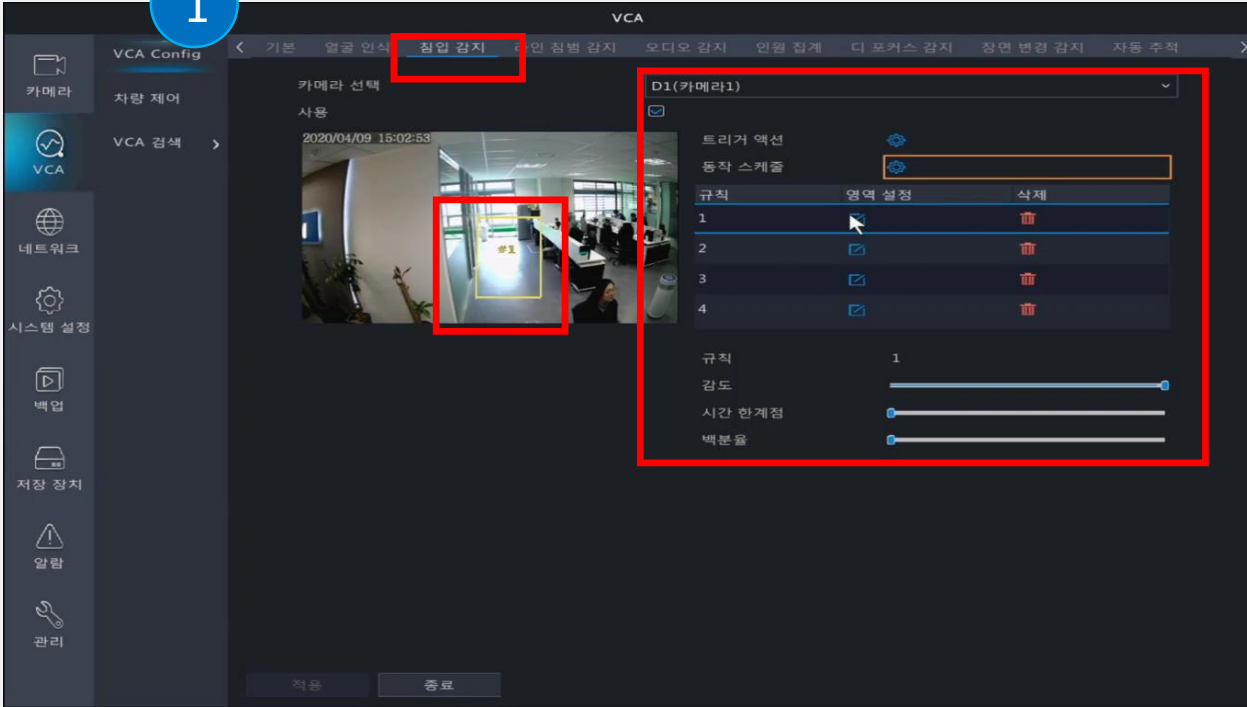 1
VCA
VCA Config
차량 제어
VCA 검색
카메라
VCA
네트워크
시스템 설정
백업
저장 장치
알람
관리
기본 얼굴 인식 침입 감지 라인 침범 감지 오디오 감지 인원 집계 디 포커스 감지 장면 변경 감지 자동 추적
카메라 선택 D1(카메라1)
사용
2020/04/09 15:02:53
#1
트리거 액션
동작 스케줄
규칙 영역 설정 삭제
1
2
3
4
규칙 1
감도
시간 한계점
백분율
적용 종료